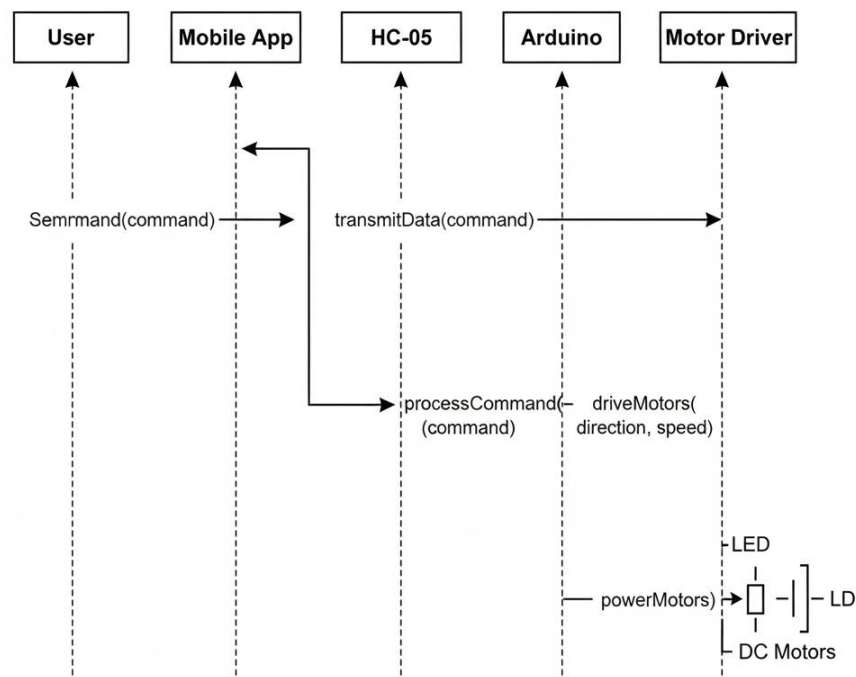 User
Mobile App
HC-05
Arduino
Motor Driver
Semrmand(command)
transmitData(command)
processCommand(
(command)
driveMotors(
direction, speed)
LED
powerMotors)
LD
DC Motors